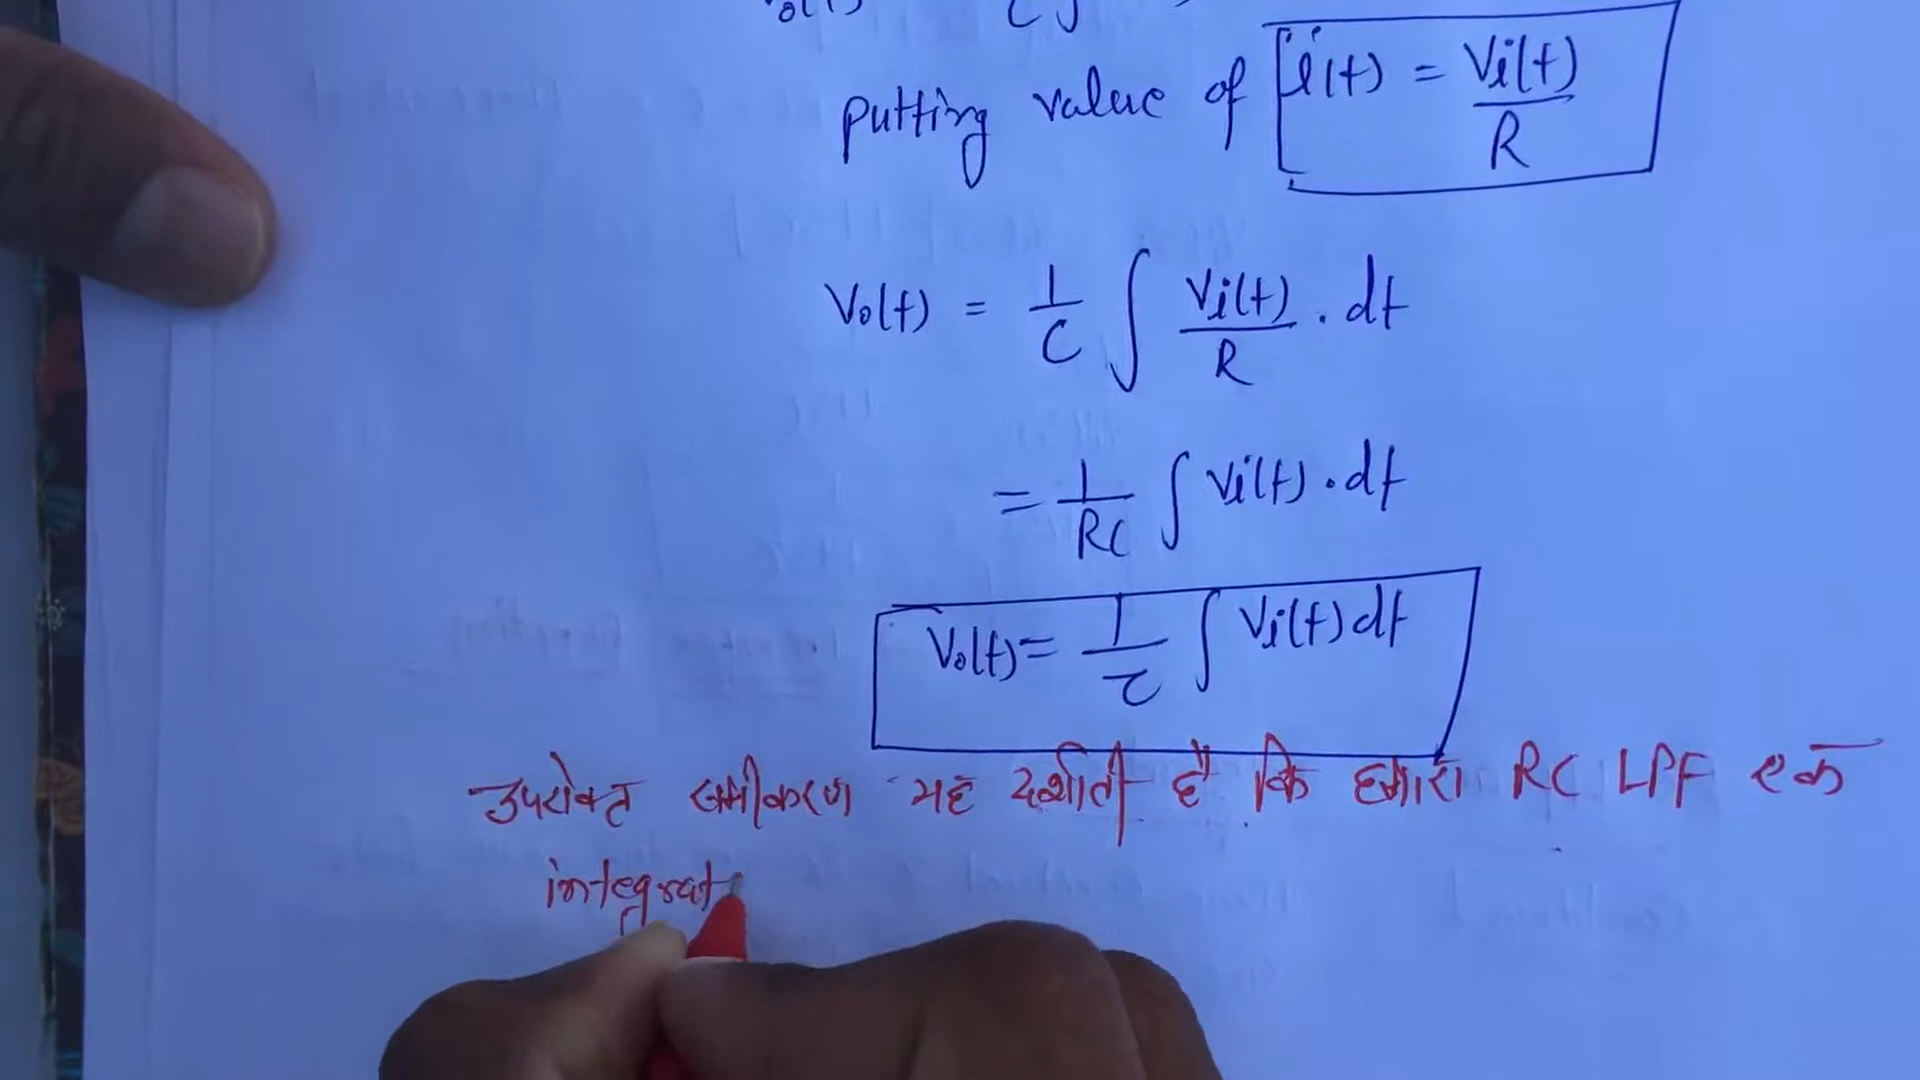 putting value of i(t) = Vi(t)/R
Vo(t) = 1/C ∫ Vi(t)/R . dt
= 1/RC ∫ Vi(t) . dt
Vo(t) = 1/τ ∫ Vi(t) dt
उपरोक्त समीकरण यह दर्शाती है कि हमारा RC LPF एक
integrat